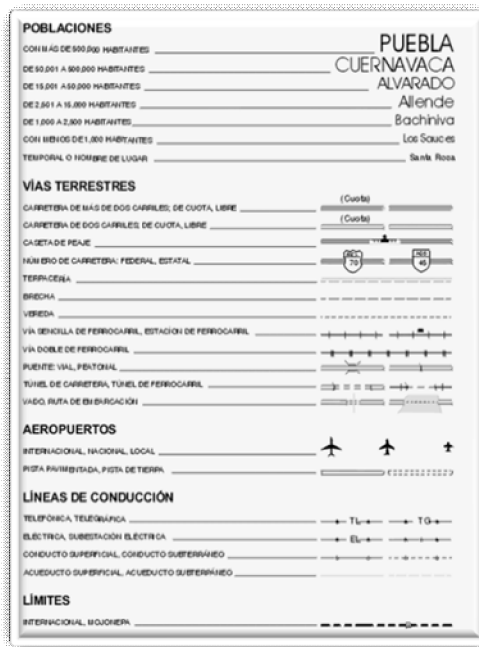 POBLACIONES
CON MÁS DE 500,000 HABITANTES PUEBLA
DE 50,001 A 500,000 HABITANTES CUERNAVACA
DE 15,001 A 50,000 HABITANTES ALVARADO
DE 2,501 A 15,000 HABITANTES Allende
DE 1,000 A 2,500 HABITANTES Bachiniva
CON MENOS DE 1,000 HABITANTES Los Sauces
TEMPORAL O NOMBRE DE LUGAR Santa Rosa
VÍAS TERRESTRES
(Cuota)
CARRETERA DE MÁS DE DOS CARRILES; DE CUOTA, LIBRE
(Cuota)
CARRETERA DE DOS CARRILES; DE CUOTA, LIBRE
CASETA DE PEAJE
NÚMERO DE CARRETERA: FEDERAL, ESTATAL 70 45
TERRACERÍA
BRECHA
VEREDA
VÍA SENCILLA DE FERROCARRIL, ESTACIÓN DE FERROCARRIL
VÍA DOBLE DE FERROCARRIL
PUENTE: VIAL, PEATONAL
TÚNEL DE CARRETERA, TÚNEL DE FERROCARRIL
VADO, RUTA DE EMBARCACIÓN
AEROPUERTOS
INTERNACIONAL, NACIONAL, LOCAL
PISTA PAVIMENTADA, PISTA DE TIERRA
LÍNEAS DE CONDUCCIÓN
TELEFÓNICA, TELEGRÁFICA TL TG
ELÉCTRICA, SUBESTACIÓN ELÉCTRICA EL
CONDUCTO SUPERFICIAL, CONDUCTO SUBTERRÁNEO
ACUEDUCTO SUPERFICIAL, ACUEDUCTO SUBTERRÁNEO
LÍMITES
INTERNACIONAL, MOJONERA